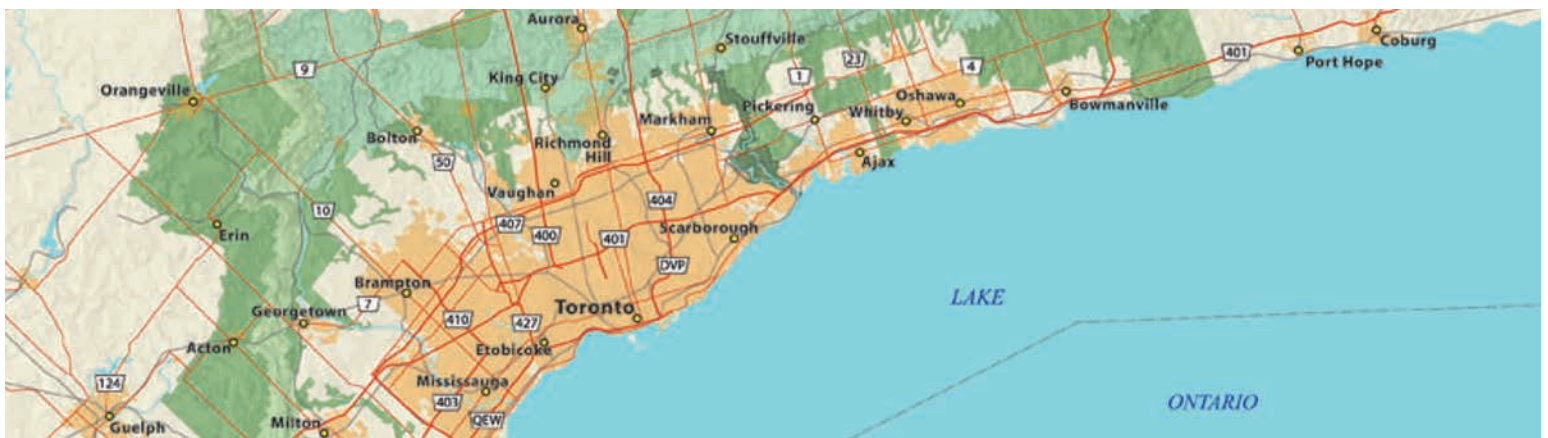 Aurora
Coburg
Stouffville
401
Port Hope
9
King City
1
23
4
Orangeville
Oshawa
Bowmanville
Pickering
Whitby
Markham
Bolton
Richmond
Hill
50
Ajax
Vaughan
404
10
407
400
401
Scarborough
Erin
DVP
Brampton
7
LAKE
Georgetown
Toronto
410
427
Acton
Etobicoke
124
Mississauga
403
QEW
ONTARIO
Guelph
Milton